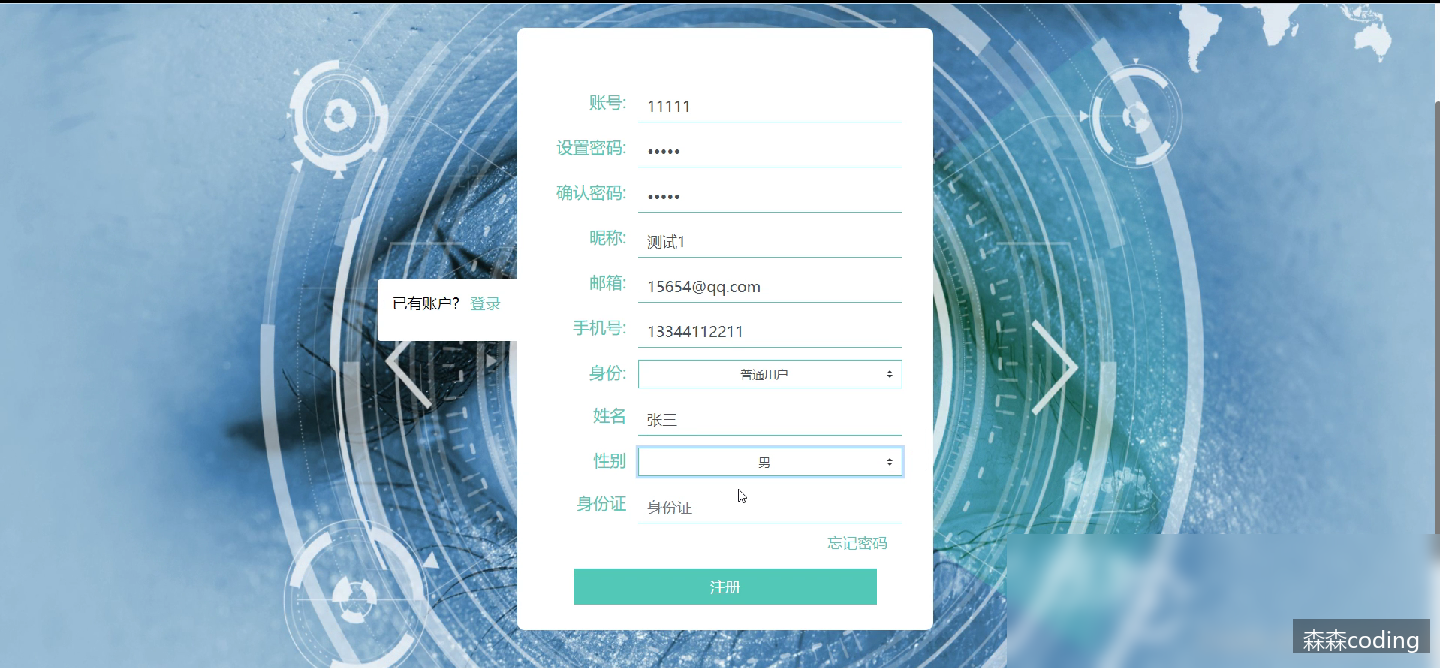 账号: 11111
设置密码: •••••
确认密码: •••••
昵称: 测试1
已有账户? 登录
邮箱: 15654@qq.com
手机号: 13344112211
身份: 普通用户
姓名 张三
性别 男
身份证 身份证
忘记密码
注册
森森coding